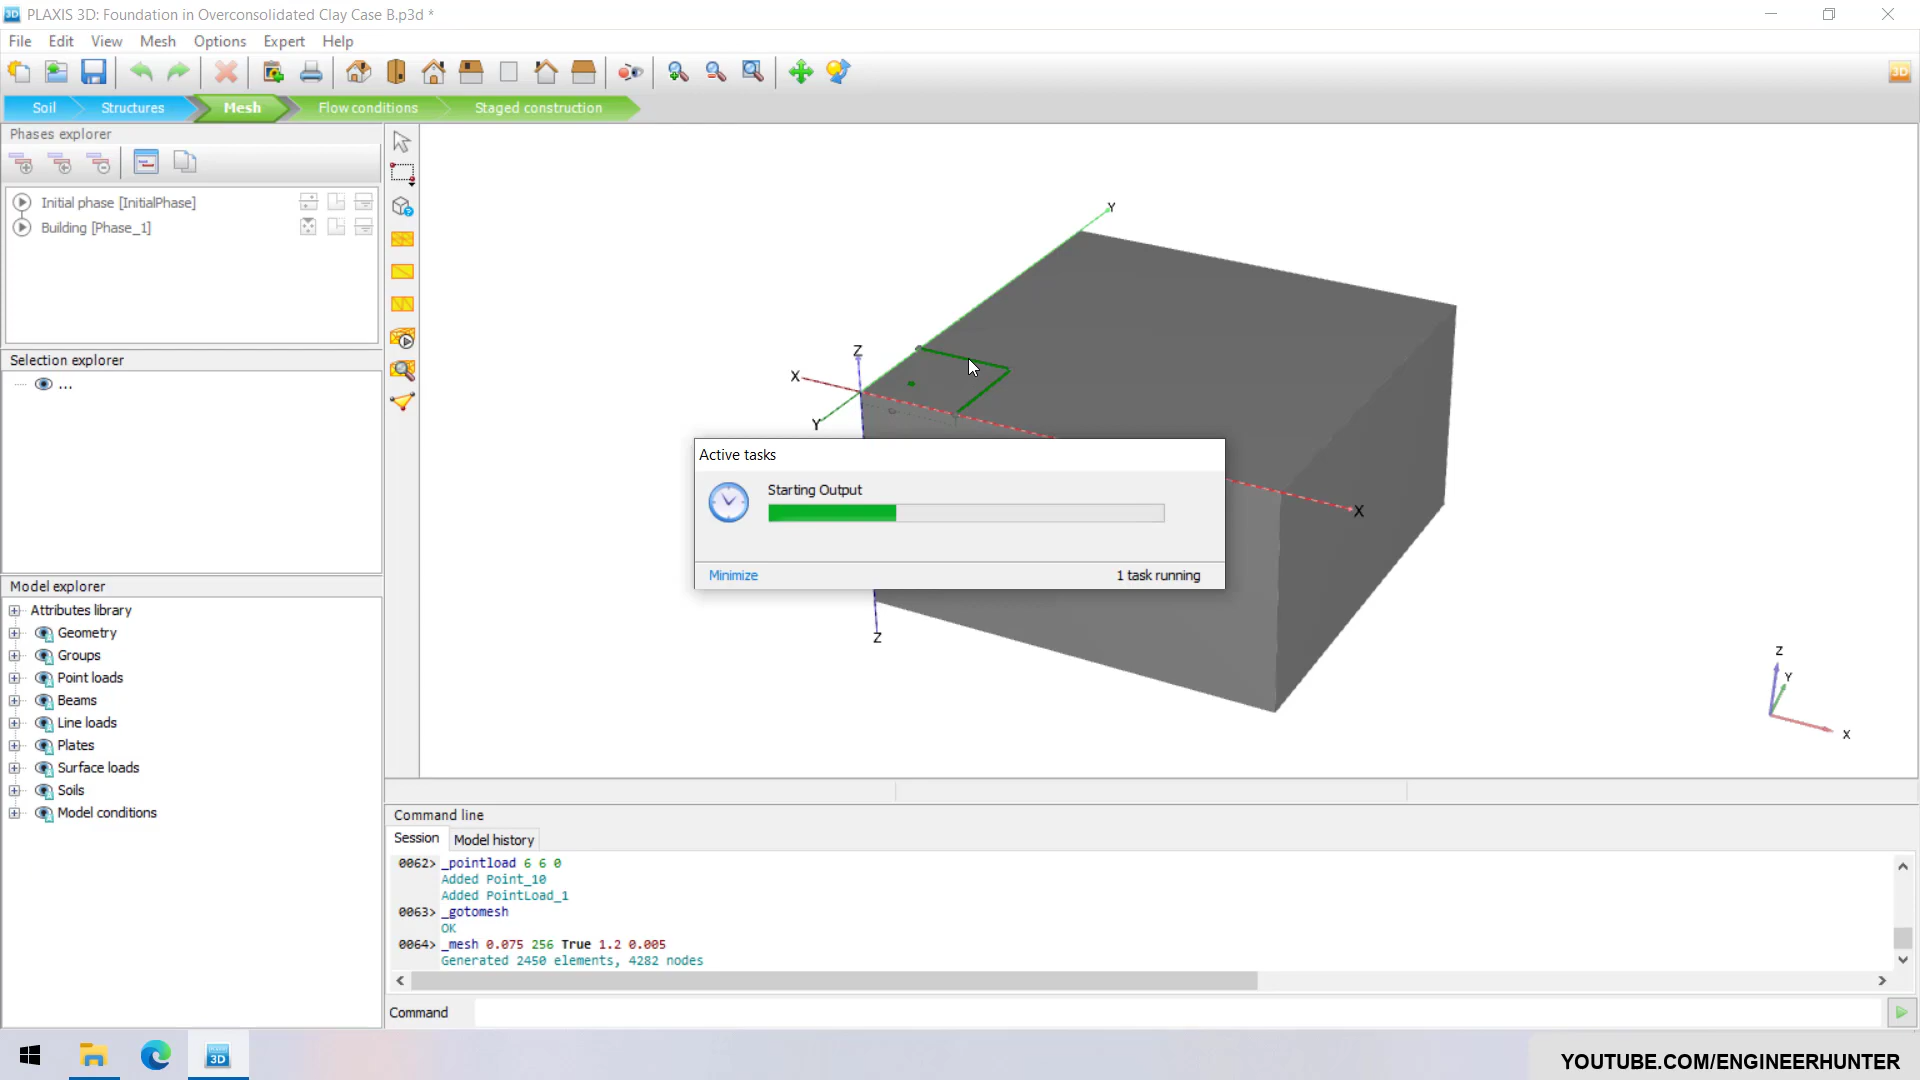 PLAXIS 3D: Foundation in Overconsolidated Clay Case B.p3d *
File Edit View Mesh Options Expert Help
3D
Soil Structures Mesh Flow conditions Staged construction
Phases explorer
Initial phase [InitialPhase]
Building [Phase_1]
Selection explorer
...
Model explorer
Attributes library
Geometry
Groups
Point loads
Beams
Line loads
Plates
Surface loads
Soils
Model conditions
Y
Z
X
Y
X
Z
Active tasks
Starting Output
Minimize 1 task running
Z
Y
X
Command line
Session Model history
0062> _pointload 6 6 0
Added Point_10
Added PointLoad_1
0063> _gotomesh
OK
0064> _mesh 0.075 256 True 1.2 0.005
Generated 2450 elements, 4282 nodes
Command
3D
YOUTUBE.COM/ENGINEERHUNTER